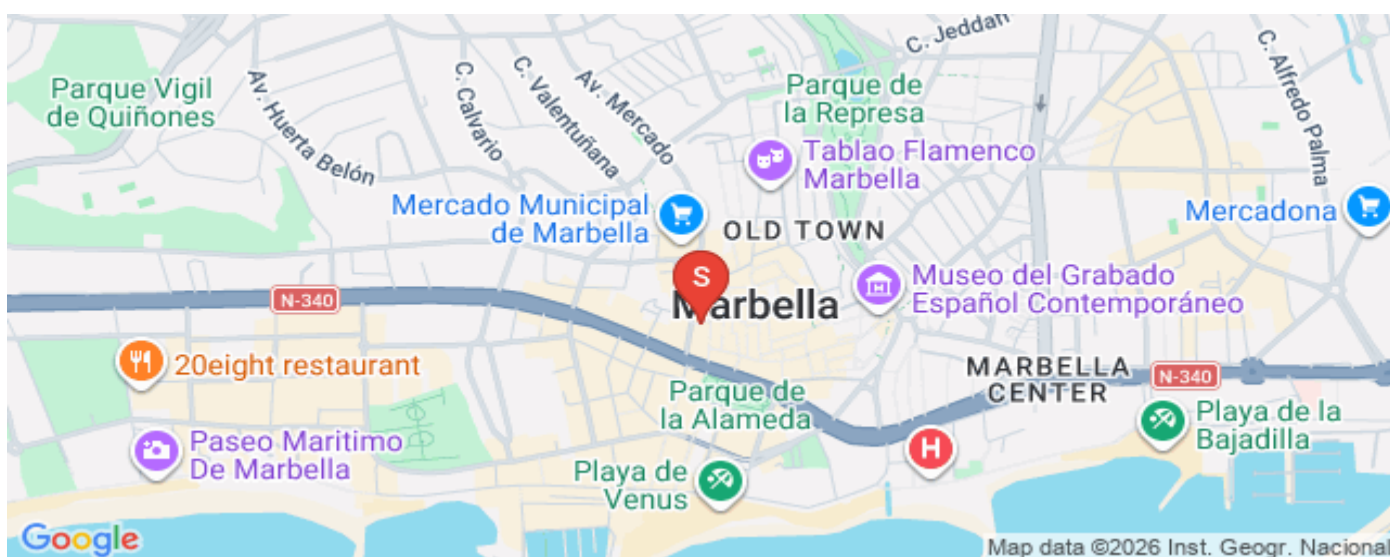 C. Jeddah
Parque Vigil
de Quiñones
Av. Huerta Belón
C. Calvario
C. Valentuñana
Av. Mercado
Parque de
la Represa
C. Alfredo Palma
Tablao Flamenco
Marbella
Mercado Municipal
de Marbella
OLD TOWN
Mercadona
S
Marbella
Museo del Grabado
Español Contemporáneo
N-340
20eight restaurant
MARBELLA
CENTER
N-340
Parque de
la Alameda
Playa de la
Bajadilla
Paseo Maritimo
De Marbella
H
Playa de
Venus
Google
Map data ©2026 Inst. Geogr. Nacional